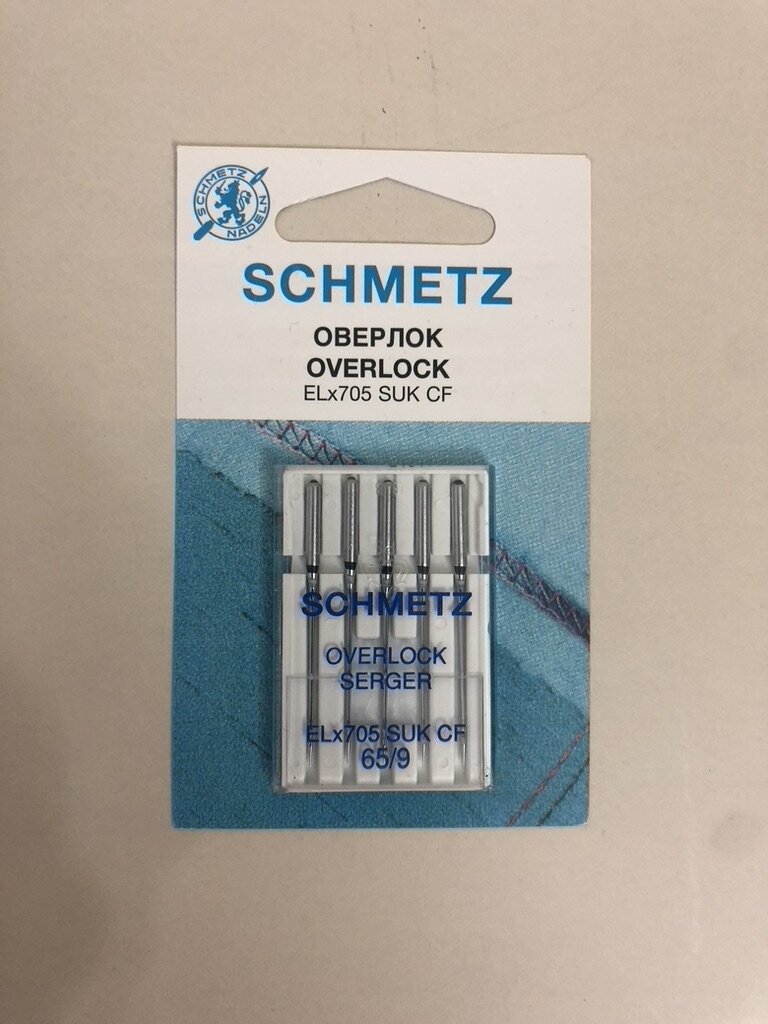 SCHMETZ
NADELN
SCHMETZ
ОВЕРЛОК
OVERLOCK
ELx705 SUK CF
SCHMETZ
OVERLOCK
SERGER
ELx705 SUK CF
65/9